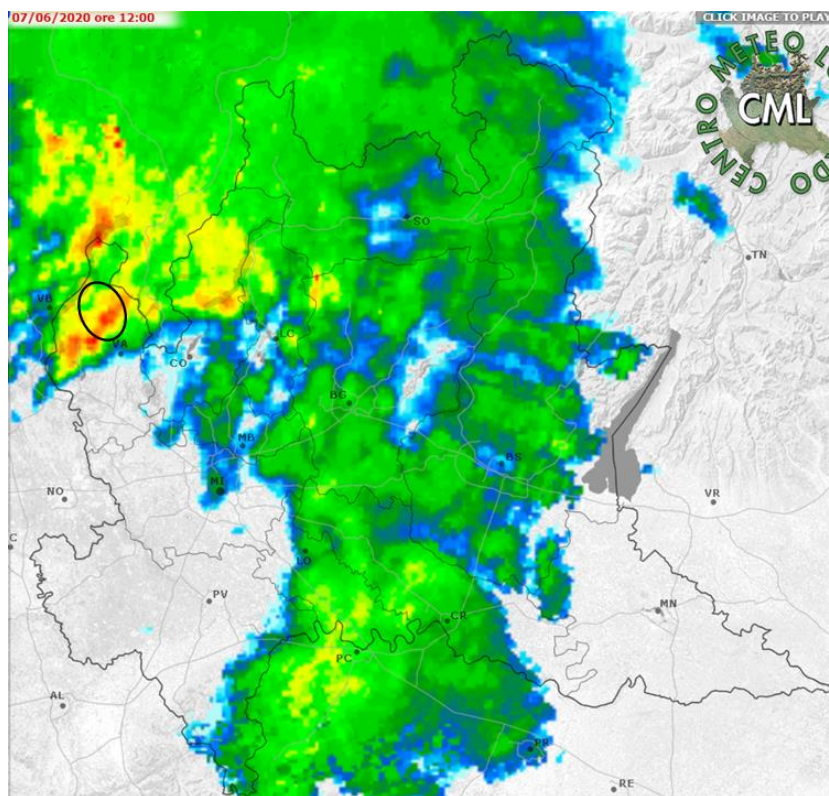 07/06/2020 ore 12:00
CLICK IMAGE TO PLAY
CENTRO METEO
CML
SO
TN
VB
VA
CO
LC
BG
MB
BS
MI
NO
VR
LO
PV
MN
CR
PC
AL
PR
RE